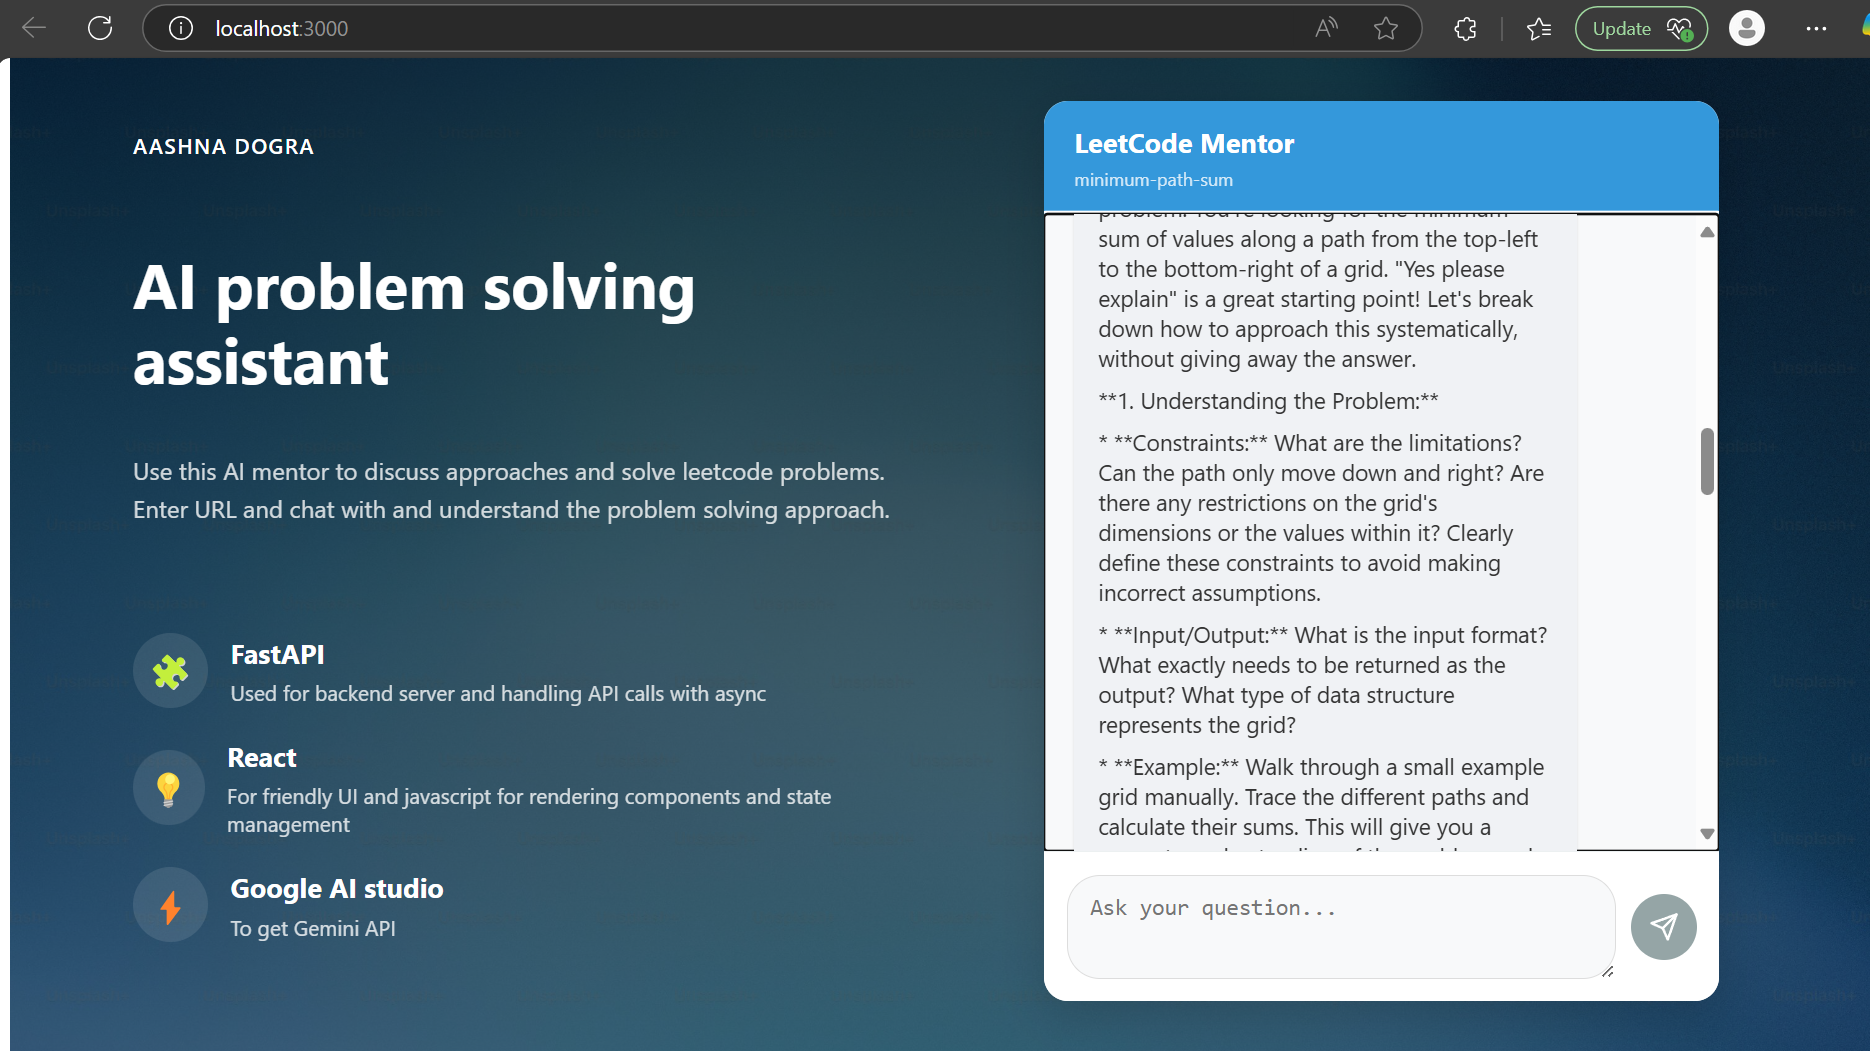 localhost:3000
Update
AASHNA DOGRA
AI problem solving
assistant
Use this AI mentor to discuss approaches and solve leetcode problems.
Enter URL and chat with and understand the problem solving approach.
FastAPI
Used for backend server and handling API calls with async
React
For friendly UI and javascript for rendering components and state
management
Google AI studio
To get Gemini API
LeetCode Mentor
minimum-path-sum
problem. You're looking for the minimum
sum of values along a path from the top-left
to the bottom-right of a grid. "Yes please
explain" is a great starting point! Let's break
down how to approach this systematically,
without giving away the answer.
**1. Understanding the Problem:**
* **Constraints:** What are the limitations?
Can the path only move down and right? Are
there any restrictions on the grid's
dimensions or the values within it? Clearly
define these constraints to avoid making
incorrect assumptions.
* **Input/Output:** What is the input format?
What exactly needs to be returned as the
output? What type of data structure
represents the grid?
* **Example:** Walk through a small example
grid manually. Trace the different paths and
calculate their sums. This will give you a
Ask your question...
Unsplash+